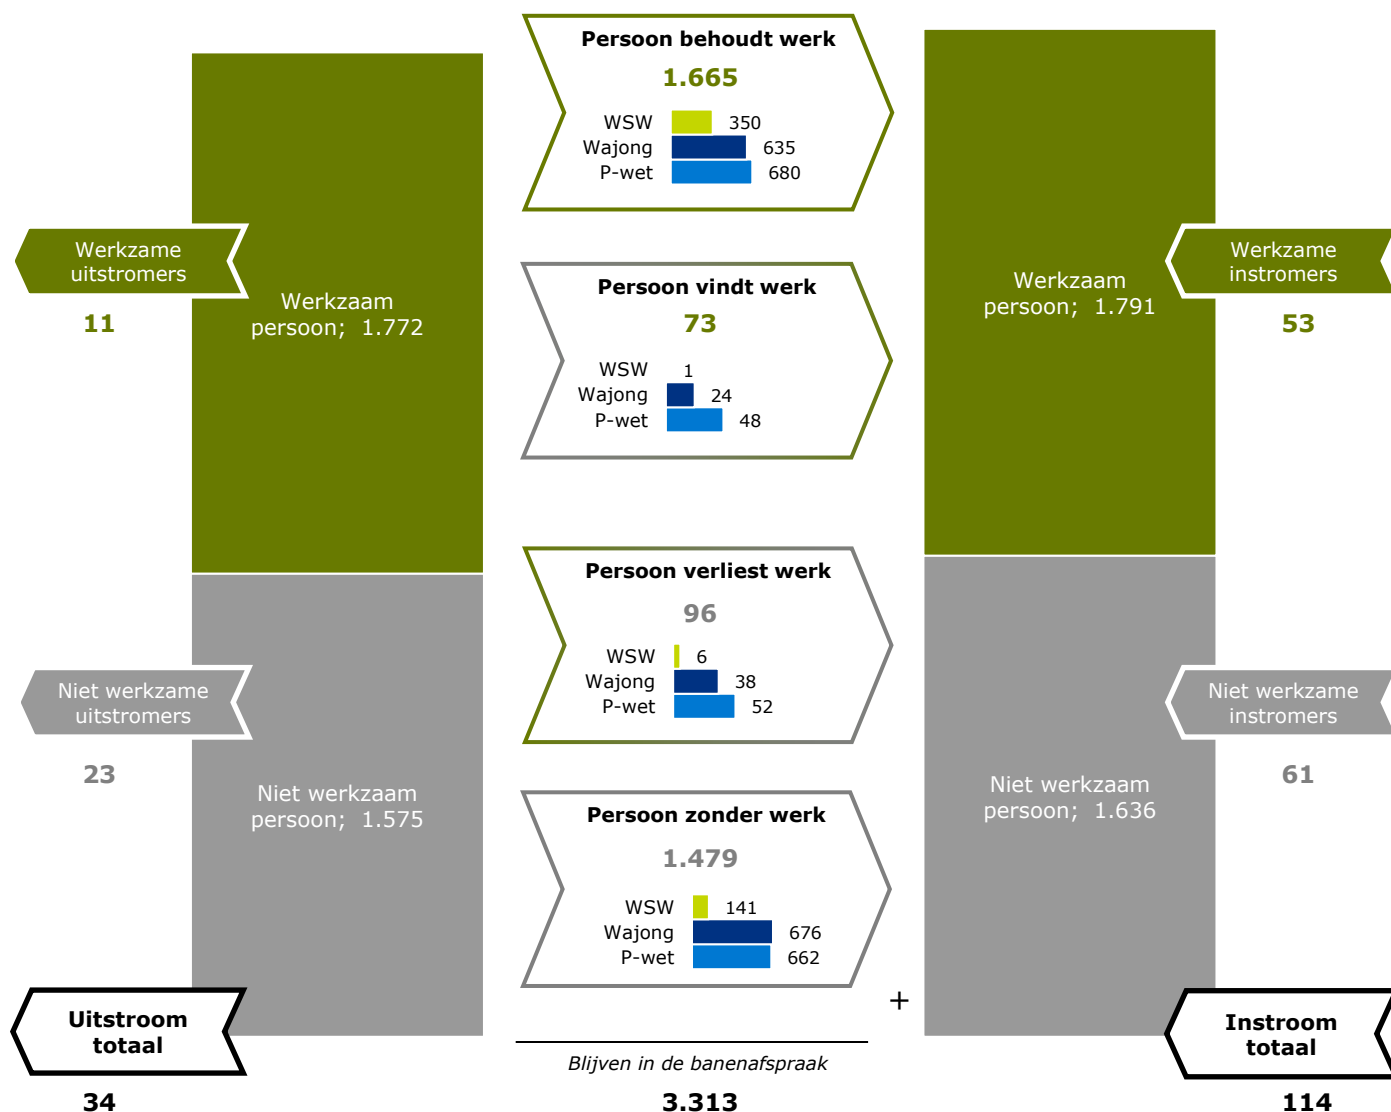 Werkzame
uitstromers
11
Niet werkzame
uitstromers
23
Uitstroom
totaal
34
Werkzaam
persoon; 1.772
Niet werkzaam
persoon; 1.575
Persoon behoudt werk
1.665
WSW 350
Wajong 635
P-wet 680
Persoon vindt werk
73
WSW 1
Wajong 24
P-wet 48
Persoon verliest werk
96
WSW 6
Wajong 38
P-wet 52
Persoon zonder werk
1.479
WSW 141
Wajong 676
P-wet 662
+
Blijven in de banenafspraak
3.313
Werkzaam
persoon; 1.791
Niet werkzaam
persoon; 1.636
Werkzame
instromers
53
Niet werkzame
instromers
61
Instroom
totaal
114